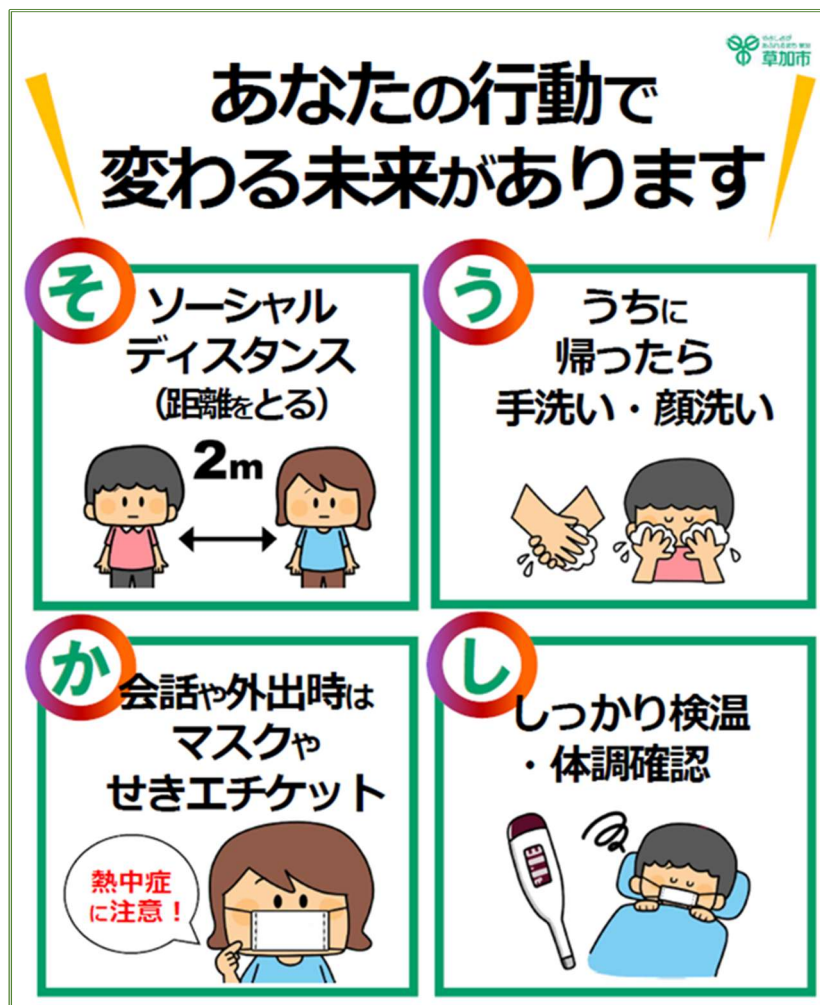 草加市
あなたの行動で
変わる未来があります
そ
ソーシャル
ディスタンス
(距離をとる)
2m
う
うちに
帰ったら
手洗い・顔洗い
か
会話や外出時は
マスクや
せきエチケット
熱中症
に注意!
し
しっかり検温
・体調確認